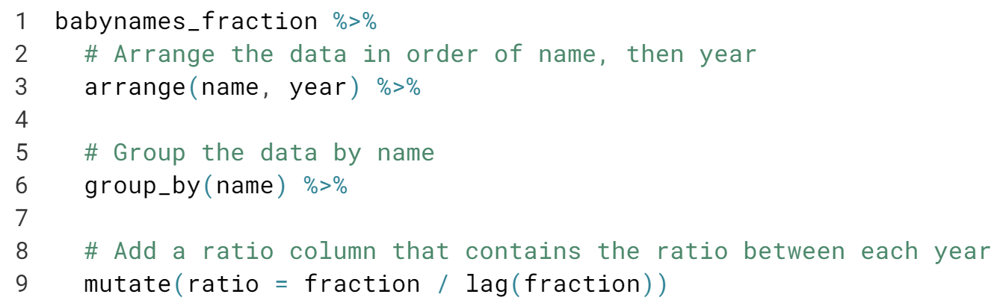 1 babynames_fraction %>%
2   # Arrange the data in order of name, then year
3   arrange(name, year) %>%
4
5   # Group the data by name
6   group_by(name) %>%
7
8   # Add a ratio column that contains the ratio between each year
9   mutate(ratio = fraction / lag(fraction))